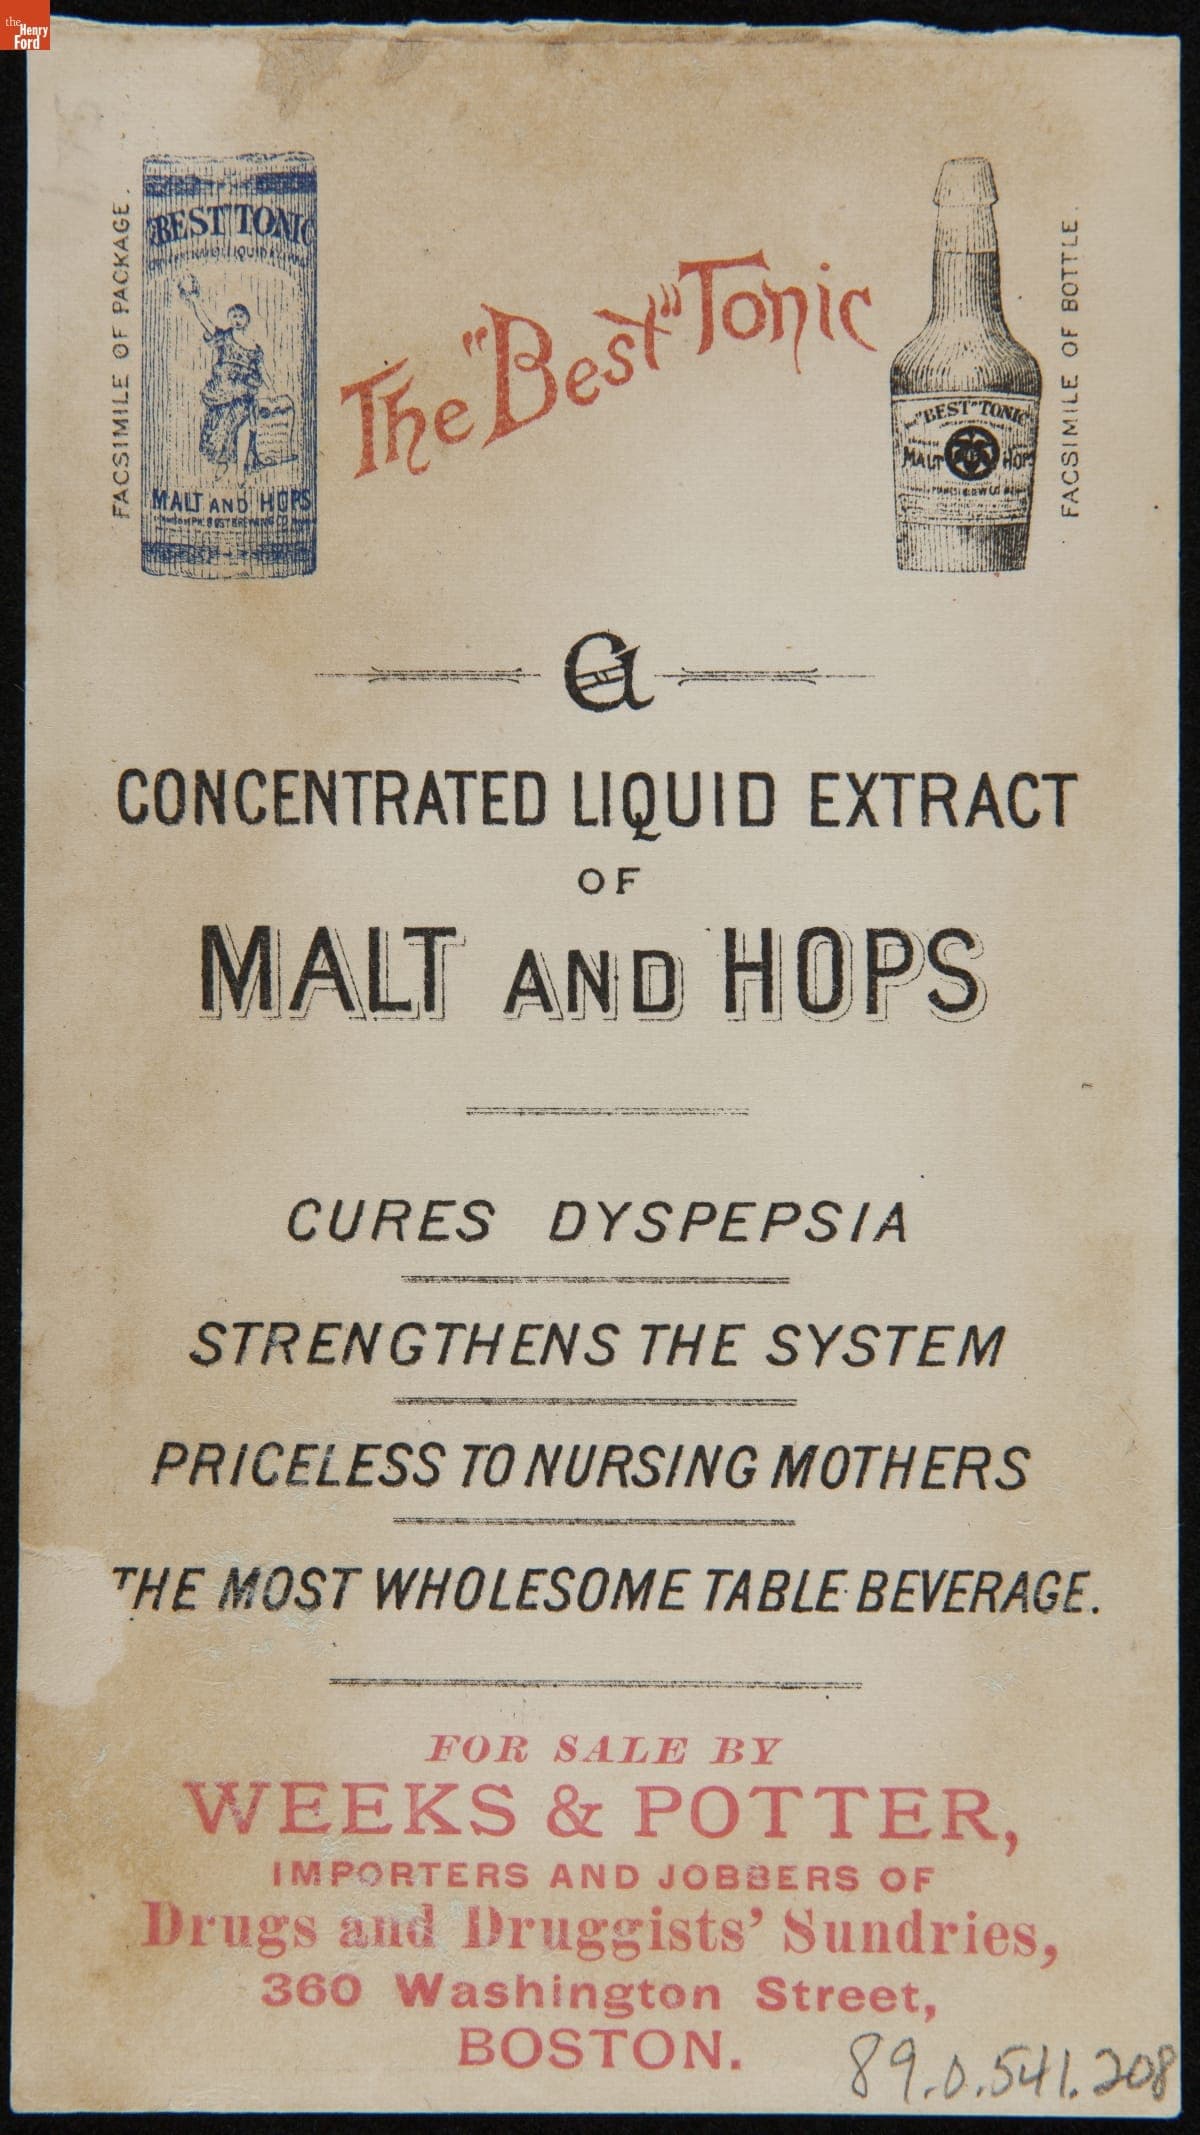 the
Henry
Ford
FACSIMILE OF PACKAGE.
"BEST" TONIC
MALT AND HOPS
The "Best" Tonic
"BEST" TONIC
MALT HOPS
FACSIMILE OF BOTTLE.
A
CONCENTRATED LIQUID EXTRACT
OF
MALT AND HOPS
CURES DYSPEPSIA
STRENGTHENS THE SYSTEM
PRICELESS TO NURSING MOTHERS
THE MOST WHOLESOME TABLE BEVERAGE.
FOR SALE BY
WEEKS & POTTER,
IMPORTERS AND JOBBERS OF
Drugs and Druggists' Sundries,
360 Washington Street,
BOSTON.
89.0.541.208